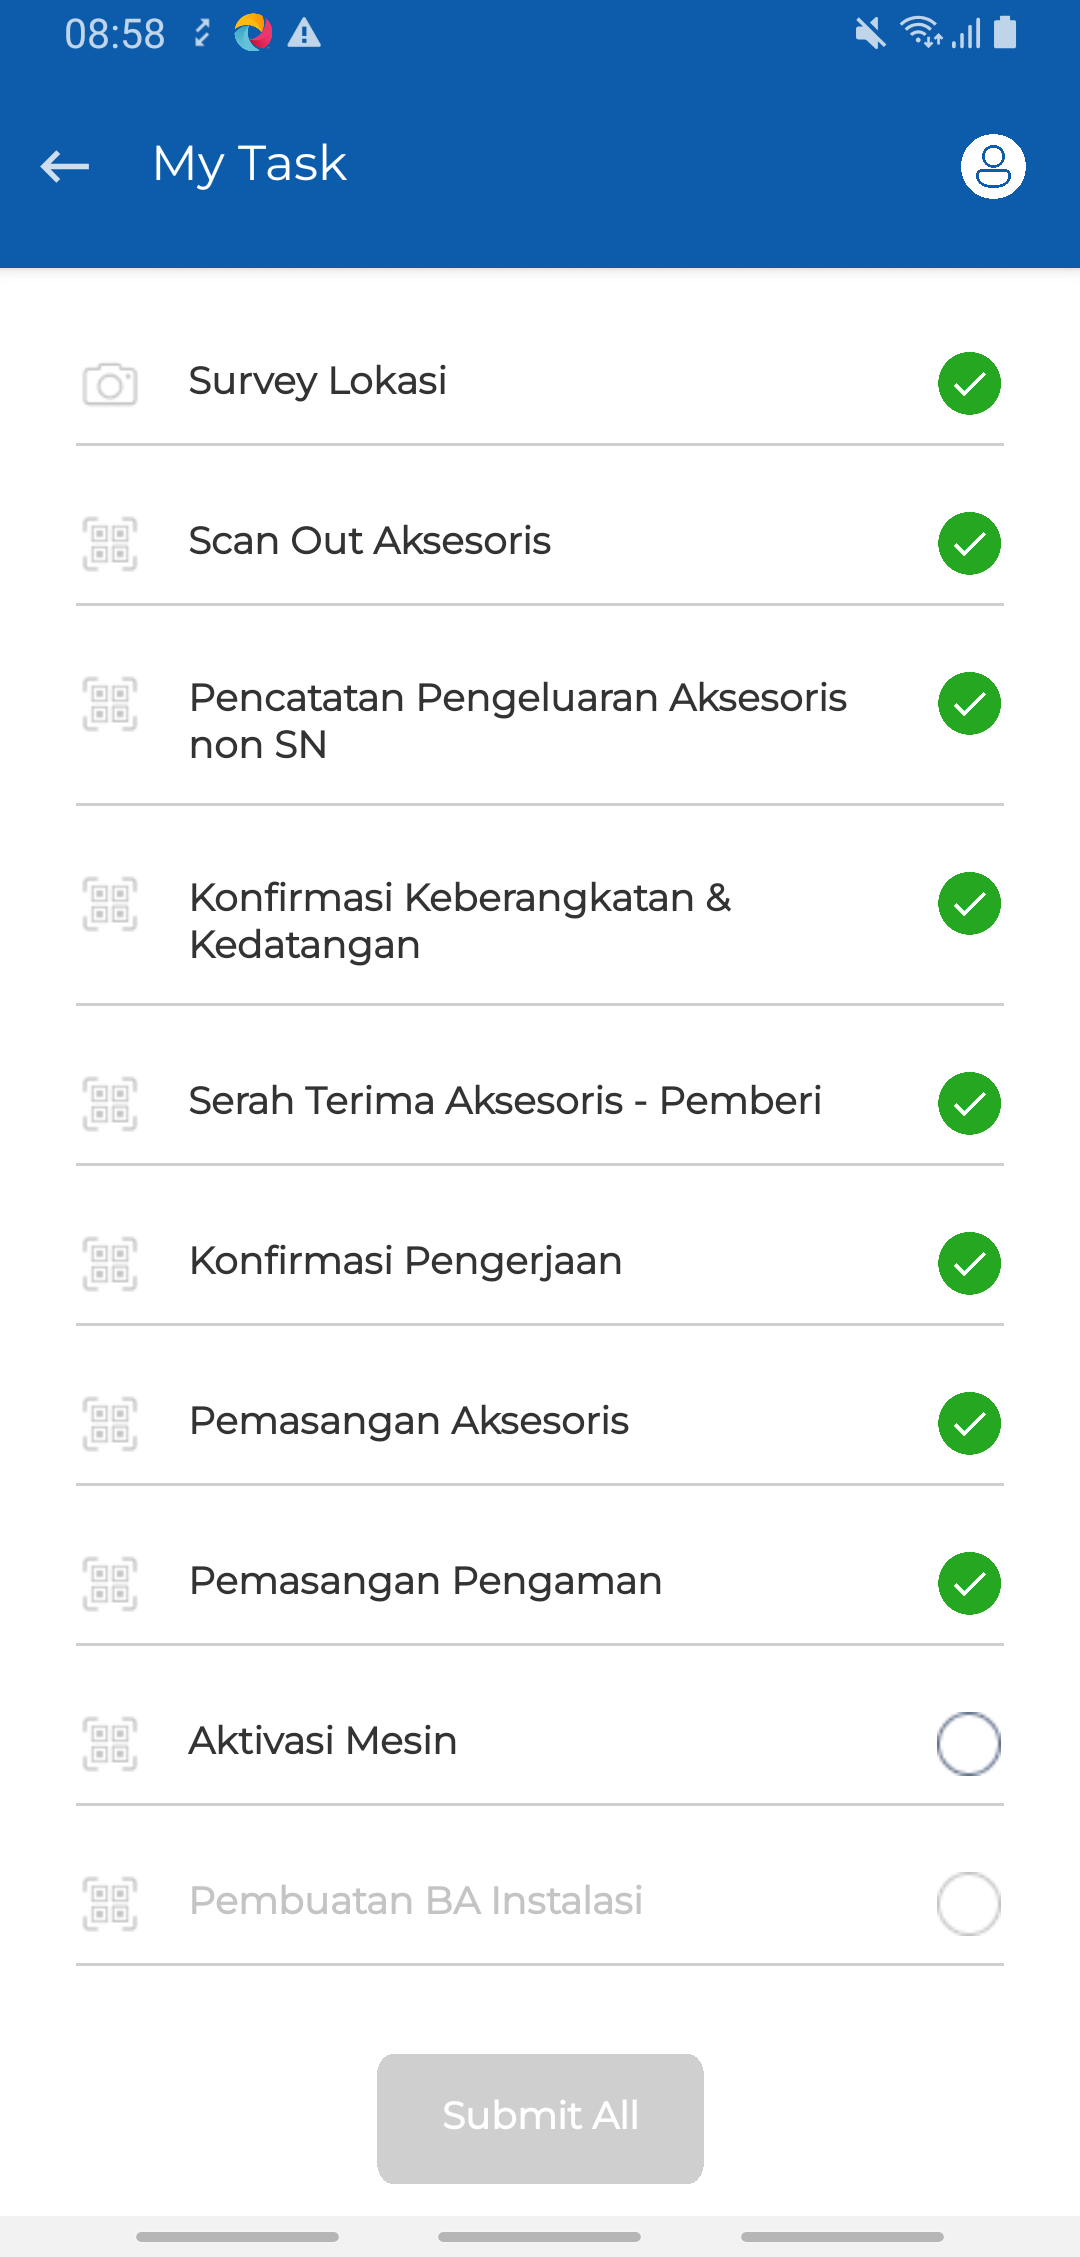 08:58
My Task
Survey Lokasi
Scan Out Aksesoris
Pencatatan Pengeluaran Aksesoris
non SN
Konfirmasi Keberangkatan &
Kedatangan
Serah Terima Aksesoris - Pemberi
Konfirmasi Pengerjaan
Pemasangan Aksesoris
Pemasangan Pengaman
Aktivasi Mesin
Pembuatan BA Instalasi
Submit All